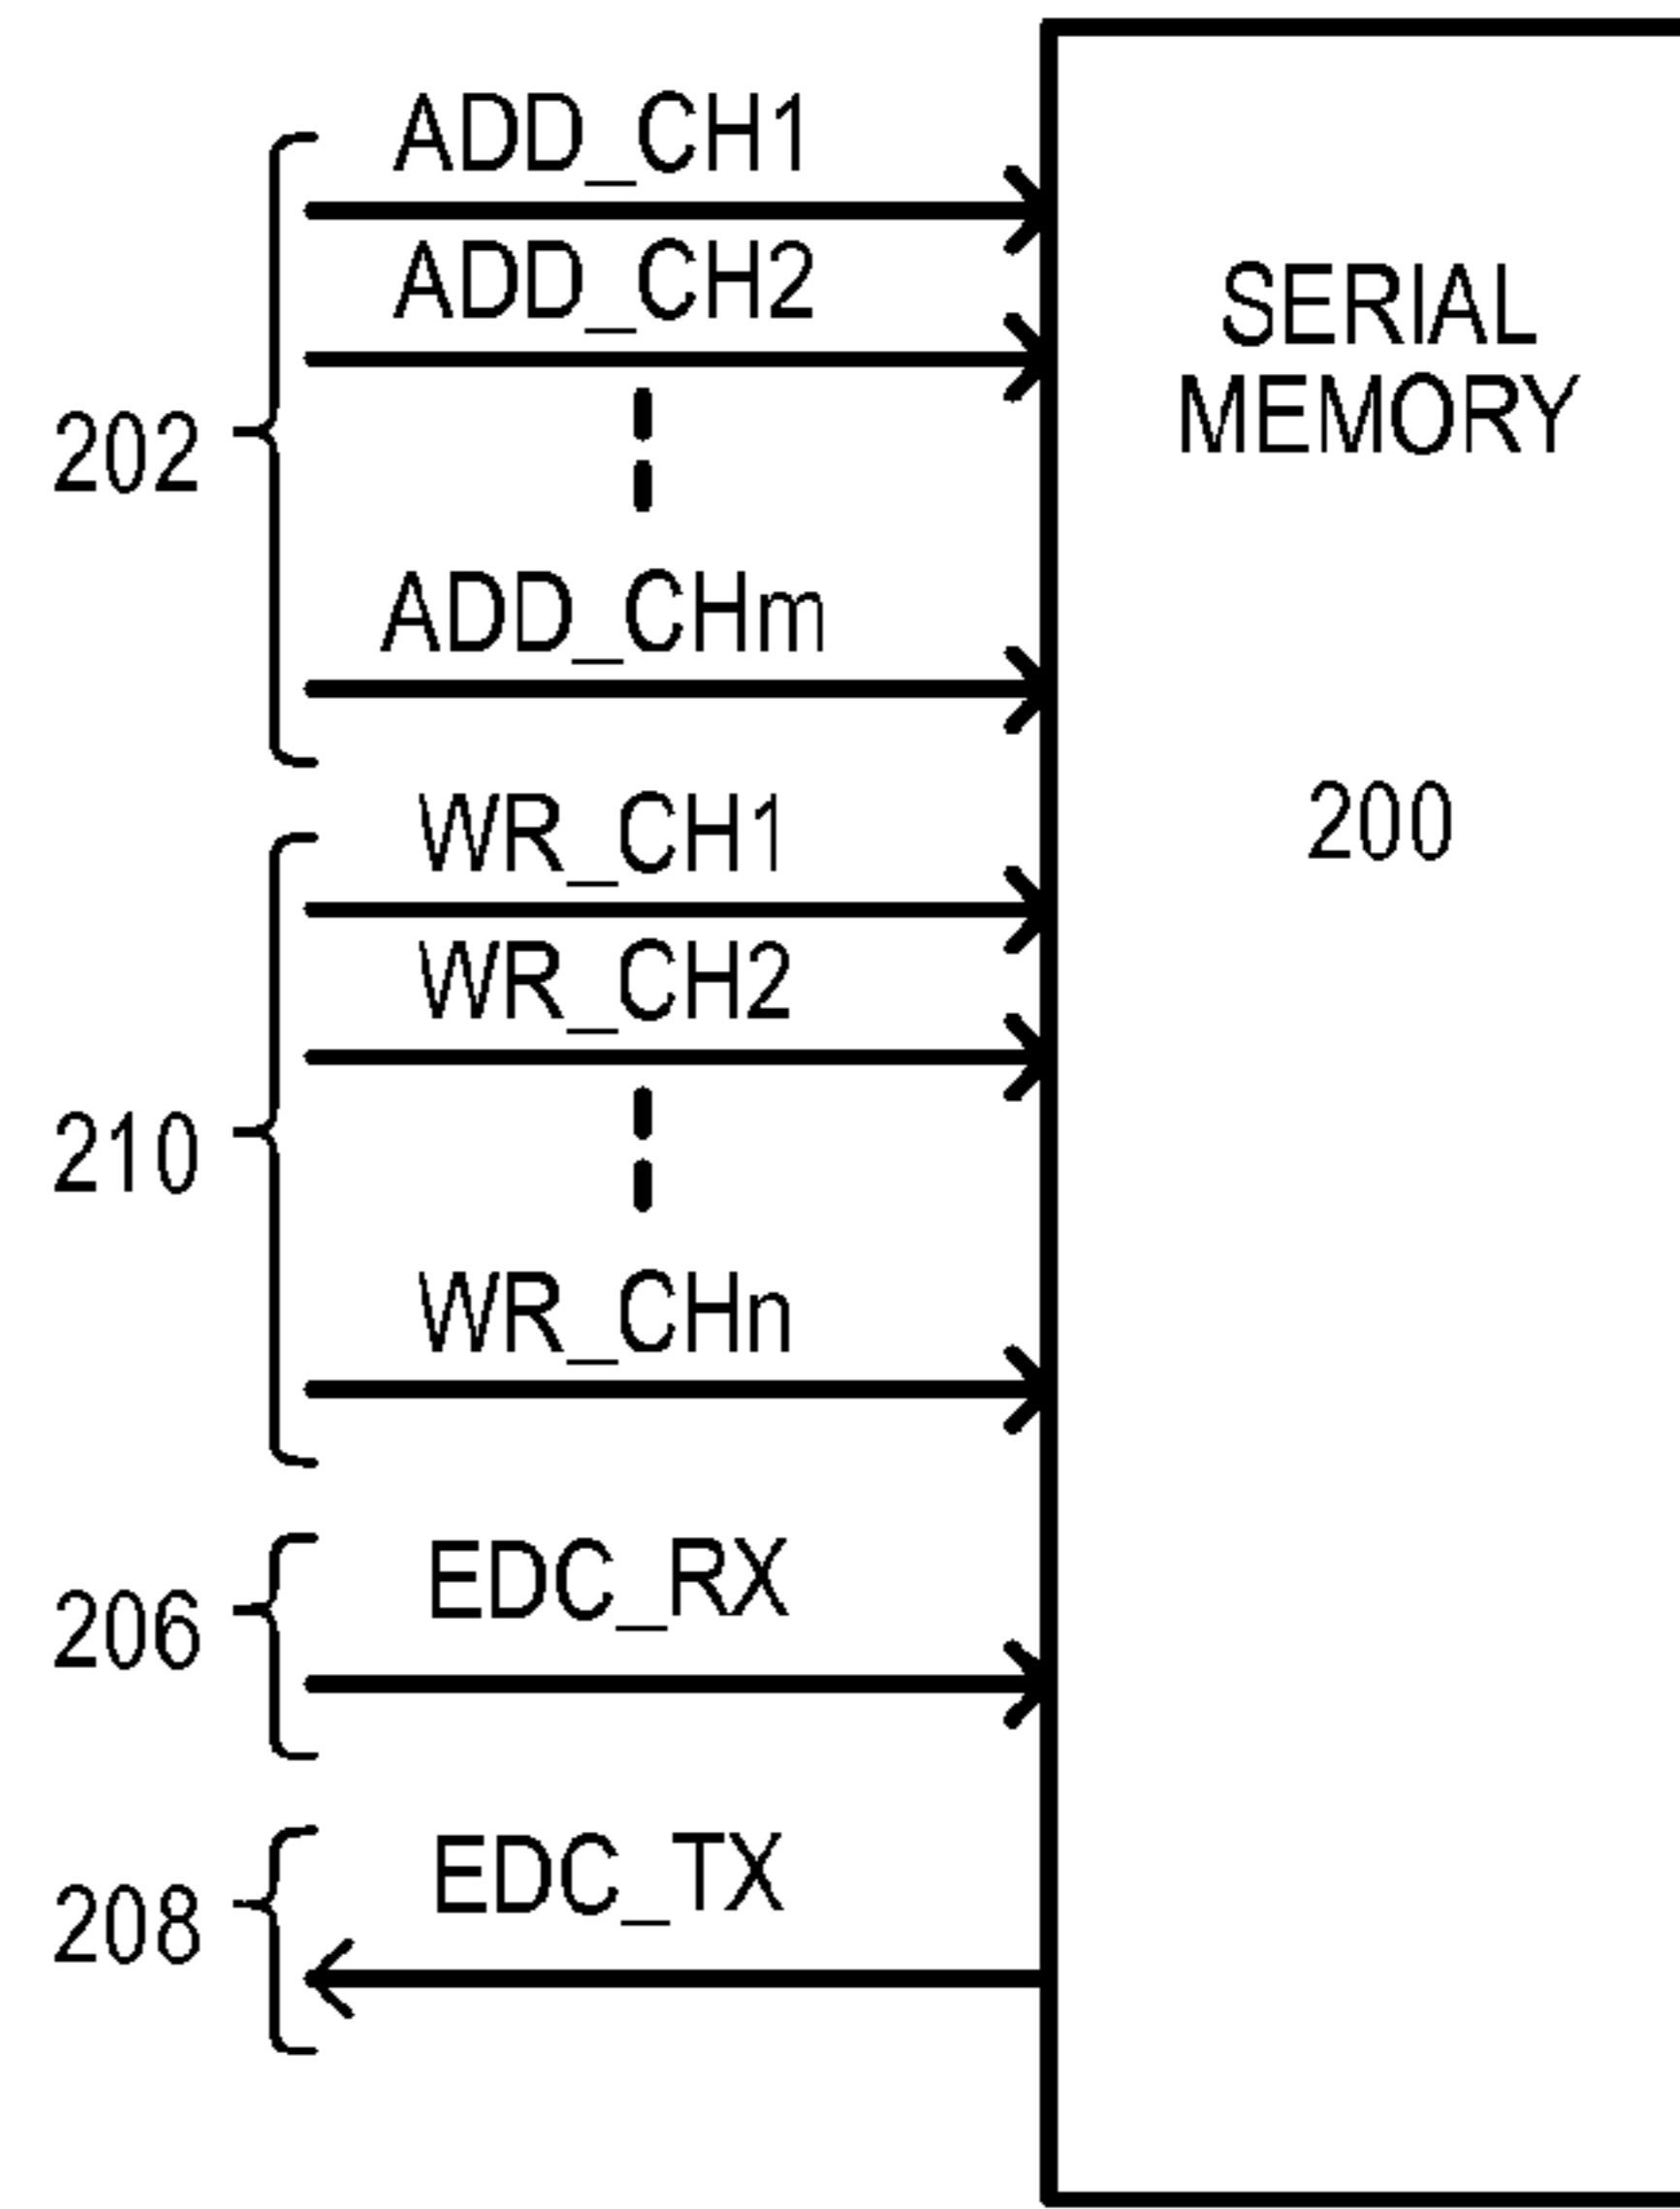 ADD_CH1
ADD_CH2
202
ADD_CHm
WR_CH1
WR_CH2
210
WR_CHn
EDC_RX
206
EDC_TX
208
SERIAL
MEMORY
200